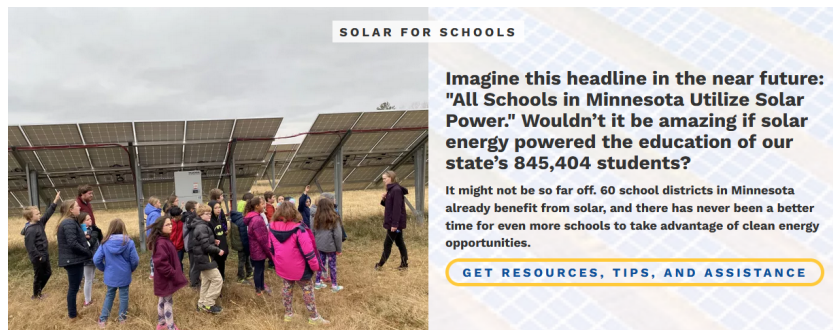 SOLAR FOR SCHOOLS
Imagine this headline in the near future:
"All Schools in Minnesota Utilize Solar
Power." Wouldn't it be amazing if solar
energy powered the education of our
state's 845,404 students?
It might not be so far off. 60 school districts in Minnesota
already benefit from solar, and there has never been a better
time for even more schools to take advantage of clean energy
opportunities.
GET RESOURCES, TIPS, AND ASSISTANCE